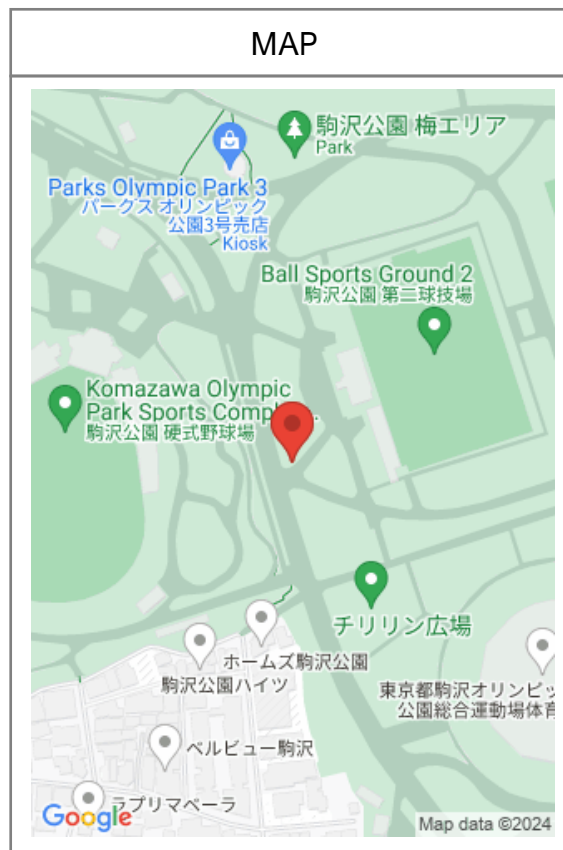 MAP
駒沢公園 梅エリア
Park
Parks Olympic Park 3
パークス オリンピック
公園3号売店
Kiosk
Ball Sports Ground 2
駒沢公園 第二球技場
Komazawa Olympic
Park Sports Compl...
駒沢公園 硬式野球場
チリリン広場
ホームズ駒沢公園
駒沢公園ハイツ
東京都駒沢オリンピッ
公園総合運動場体育
ベルビュー駒沢
ラプリマベーラ
Google
Map data ©2024